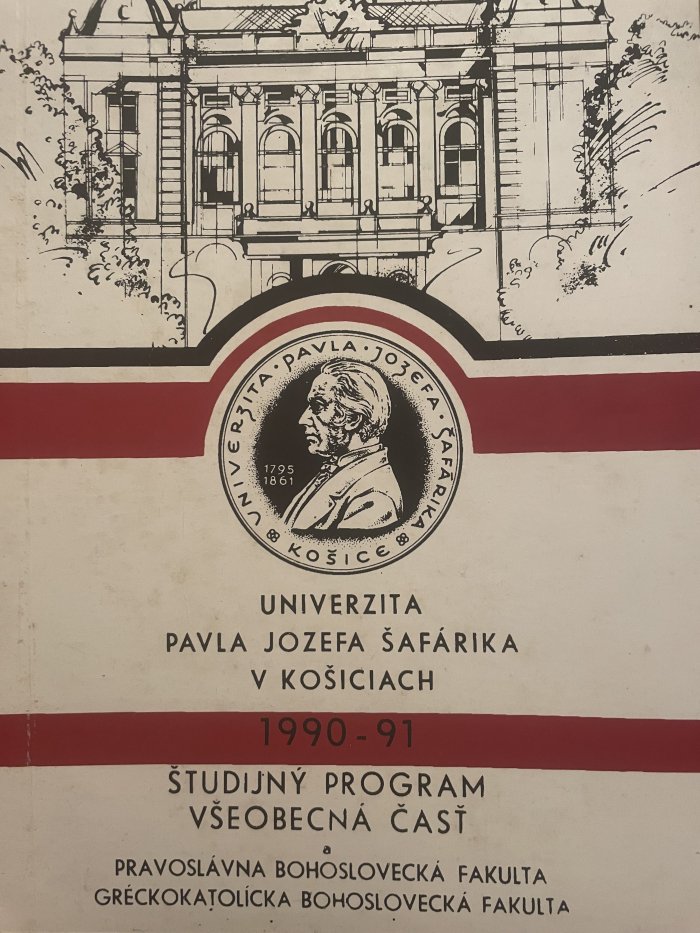 UNIVERZITA · PAVLA · JOZEFA · ŠAFÁRIKA
KOŠICE
1795
1861
UNIVERZITA
PAVLA JOZEFA ŠAFÁRIKA
V KOŠICIACH
1990-91
ŠTUDIJNÝ PROGRAM
VŠEOBECNÁ ČASŤ
a
PRAVOSLÁVNA BOHOSLOVECKÁ FAKULTA
GRÉCKOKATOLÍCKA BOHOSLOVECKÁ FAKULTA